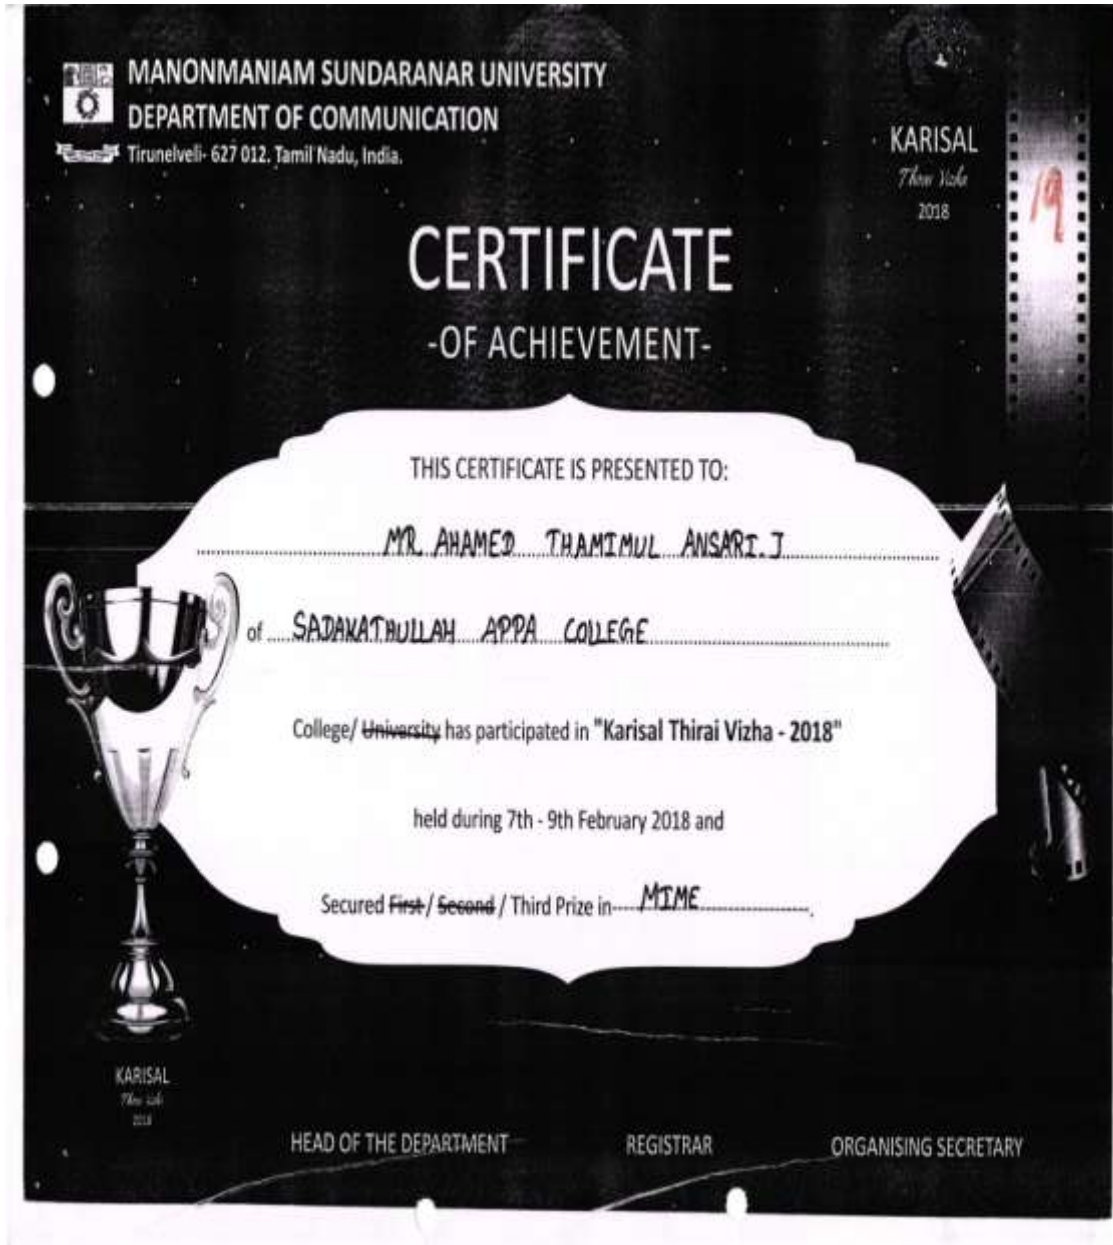 MANONMANIAM SUNDARANAR UNIVERSITY
DEPARTMENT OF COMMUNICATION
Tirunelveli- 627 012. Tamil Nadu, India.
KARISAL
Thirai Vizha
2018
19
CERTIFICATE
-OF ACHIEVEMENT-
THIS CERTIFICATE IS PRESENTED TO:
MR. AHAMED THAMIMUL ANSARI. J
of SADAKATHULLAH APPA COLLEGE
College/ University has participated in "Karisal Thirai Vizha - 2018"
held during 7th - 9th February 2018 and
Secured First / Second / Third Prize in MIME.
KARISAL
2018
HEAD OF THE DEPARTMENT REGISTRAR ORGANISING SECRETARY